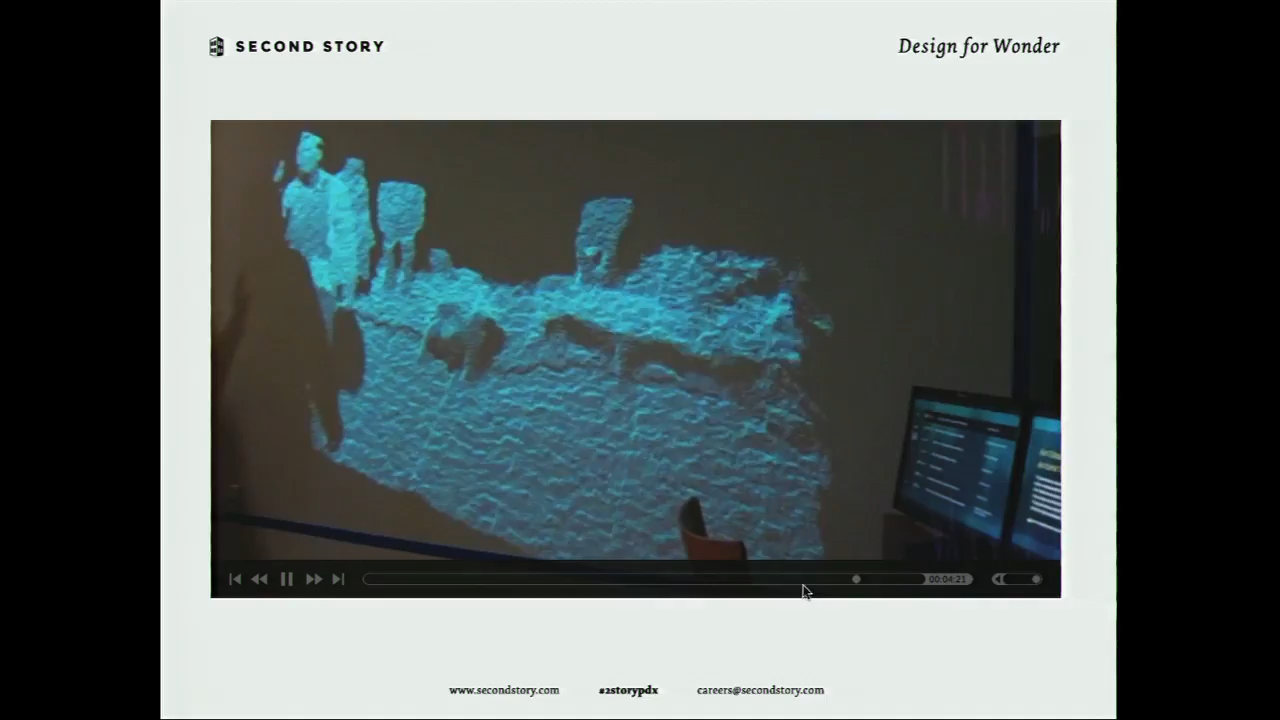 SECOND STORY
Design for Wonder
00:04:21
www.secondstory.com
#2storypdx
careers@secondstory.com